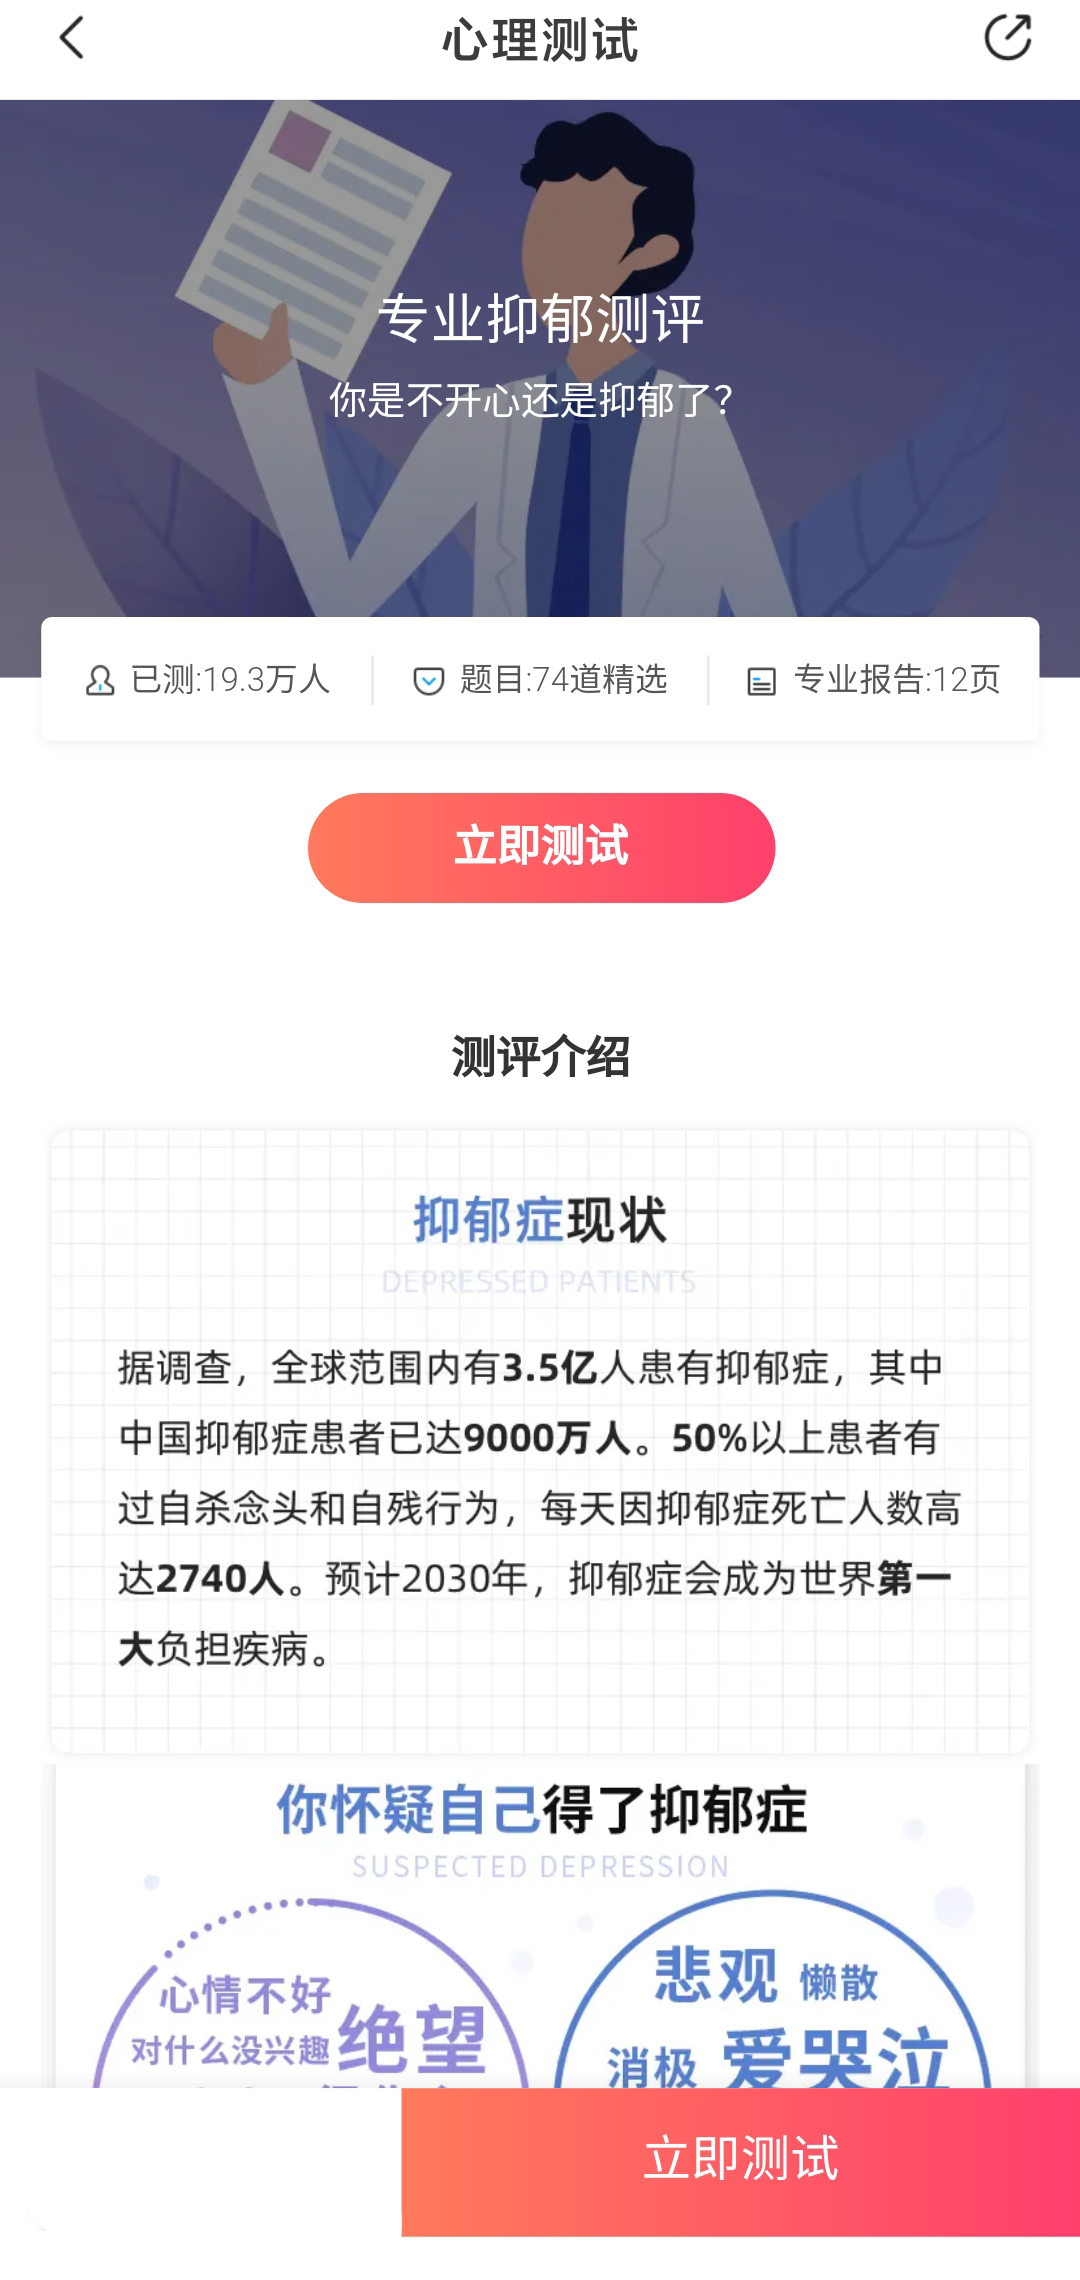 心理测试
专业抑郁测评
你是不开心还是抑郁了？
已测:19.3万人
题目:74道精选
专业报告:12页
立即测试
测评介绍
抑郁症现状
DEPRESSED PATIENTS
据调查，全球范围内有3.5亿人患有抑郁症，其中
中国抑郁症患者已达9000万人。50%以上患者有
过自杀念头和自残行为，每天因抑郁症死亡人数高
达2740人。预计2030年，抑郁症会成为世界第一
大负担疾病。
你怀疑自己得了抑郁症
SUSPECTED DEPRESSION
心情不好
对什么没兴趣 绝望
悲观 懒散
消极 爱哭泣
立即测试